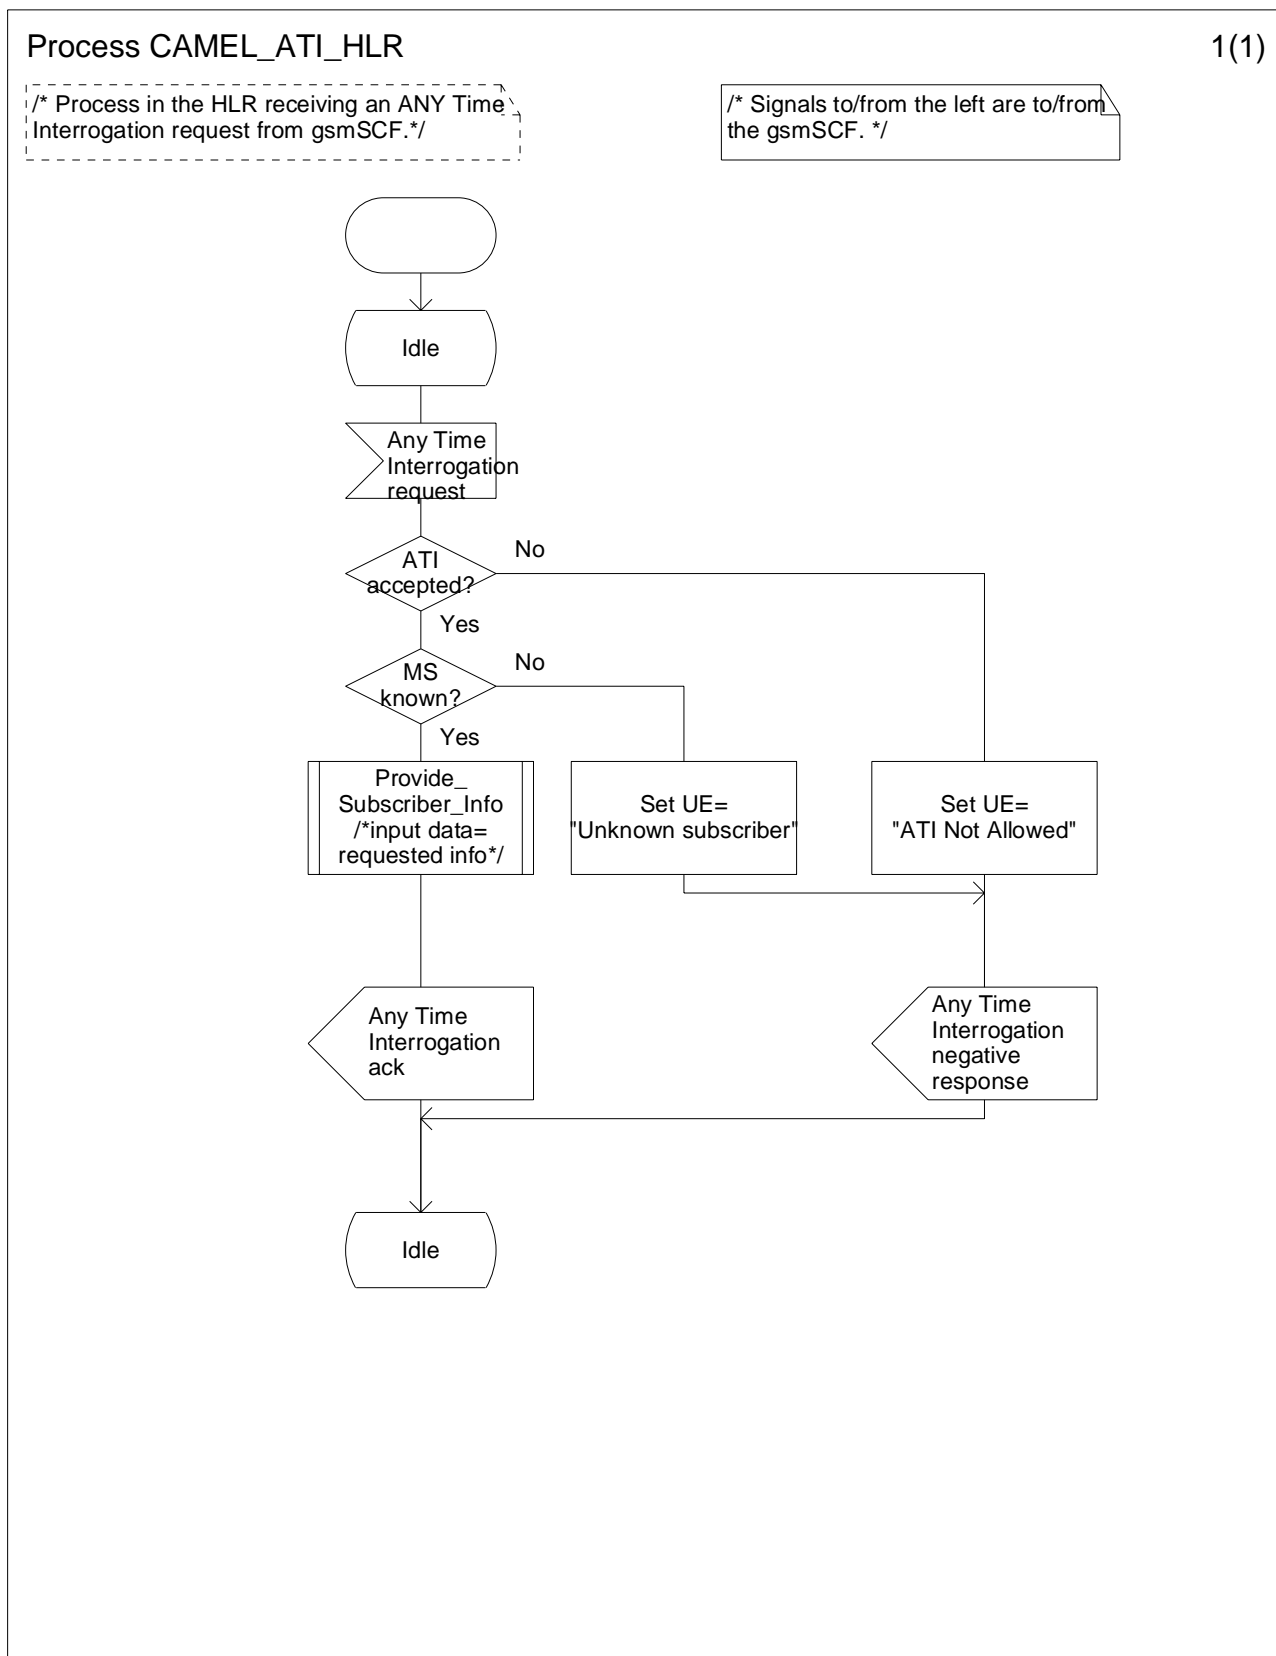 Process CAMEL_ATI_HLR
1(1)
/* Process in the HLR receiving an ANY Time
Interrogation request from gsmSCF.*/
/* Signals to/from the left are to/from
the gsmSCF. */
Idle
Any Time
Interrogation
request
ATI
accepted?
No
Yes
MS
known?
No
Yes
Provide_
Subscriber_Info
/*input data=
requested info*/
Set UE=
"Unknown subscriber"
Set UE=
"ATI Not Allowed"
Any Time
Interrogation
ack
Any Time
Interrogation
negative
response
Idle